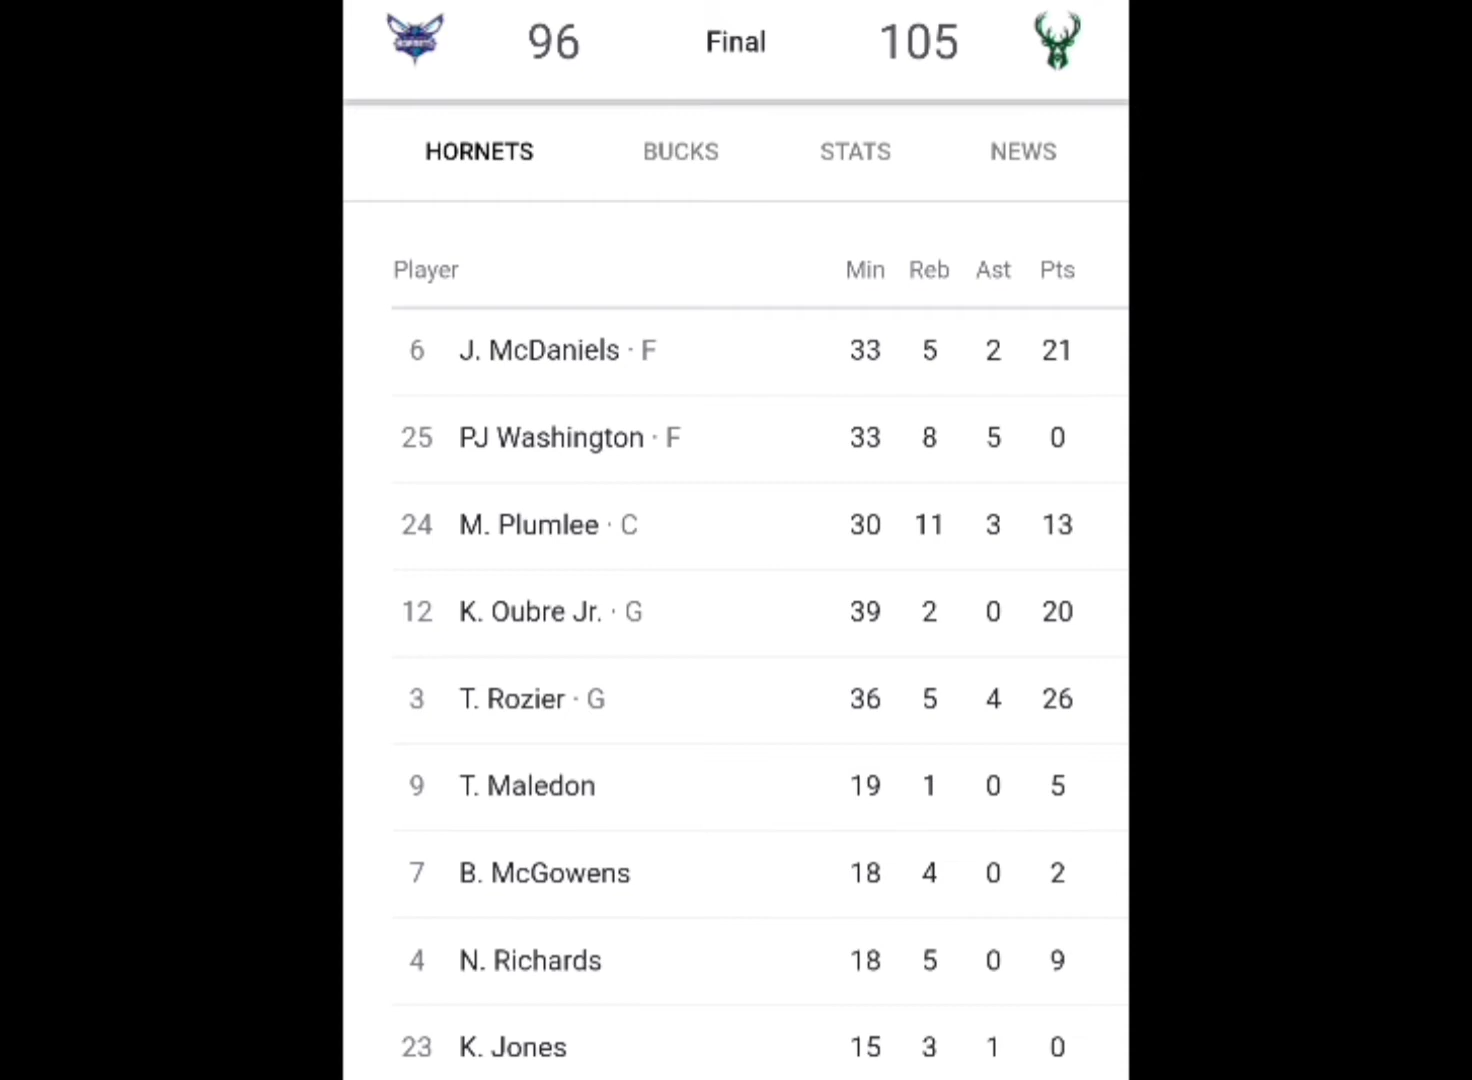 96 Final 105
HORNETS BUCKS STATS NEWS
Player Min Reb Ast Pts
6 J. McDaniels · F 33 5 2 21
25 PJ Washington · F 33 8 5 0
24 M. Plumlee · C 30 11 3 13
12 K. Oubre Jr. · G 39 2 0 20
3 T. Rozier · G 36 5 4 26
9 T. Maledon 19 1 0 5
7 B. McGowens 18 4 0 2
4 N. Richards 18 5 0 9
23 K. Jones 15 3 1 0